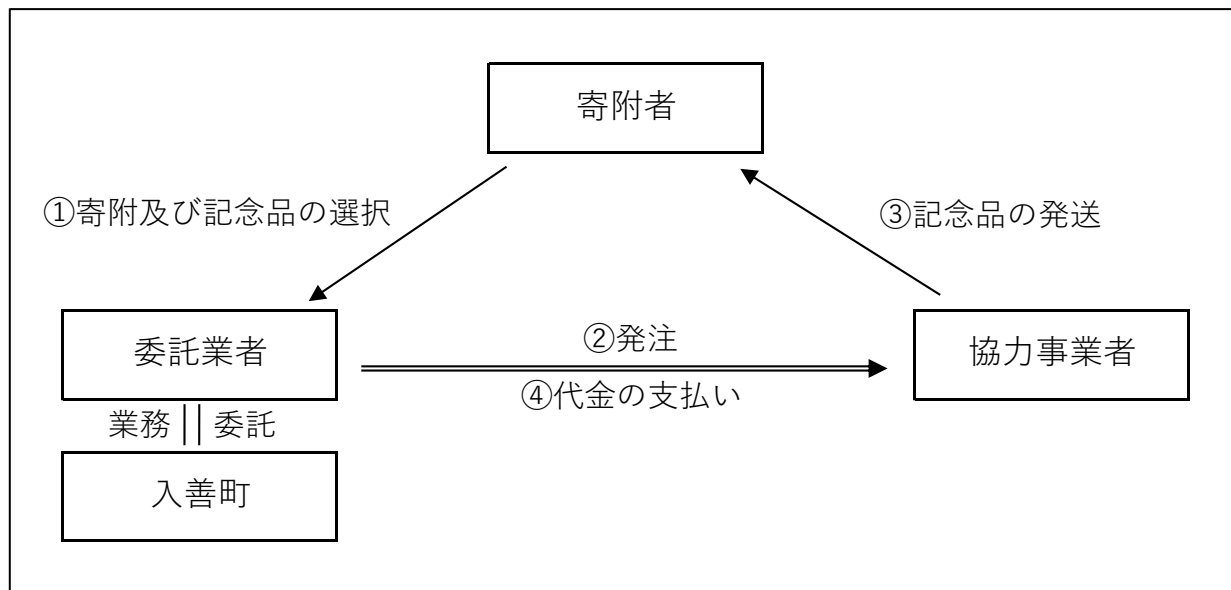 寄附者
①寄附及び記念品の選択
③記念品の発送
委託業者
②発注
④代金の支払い
協力事業者
業務 委託
入善町